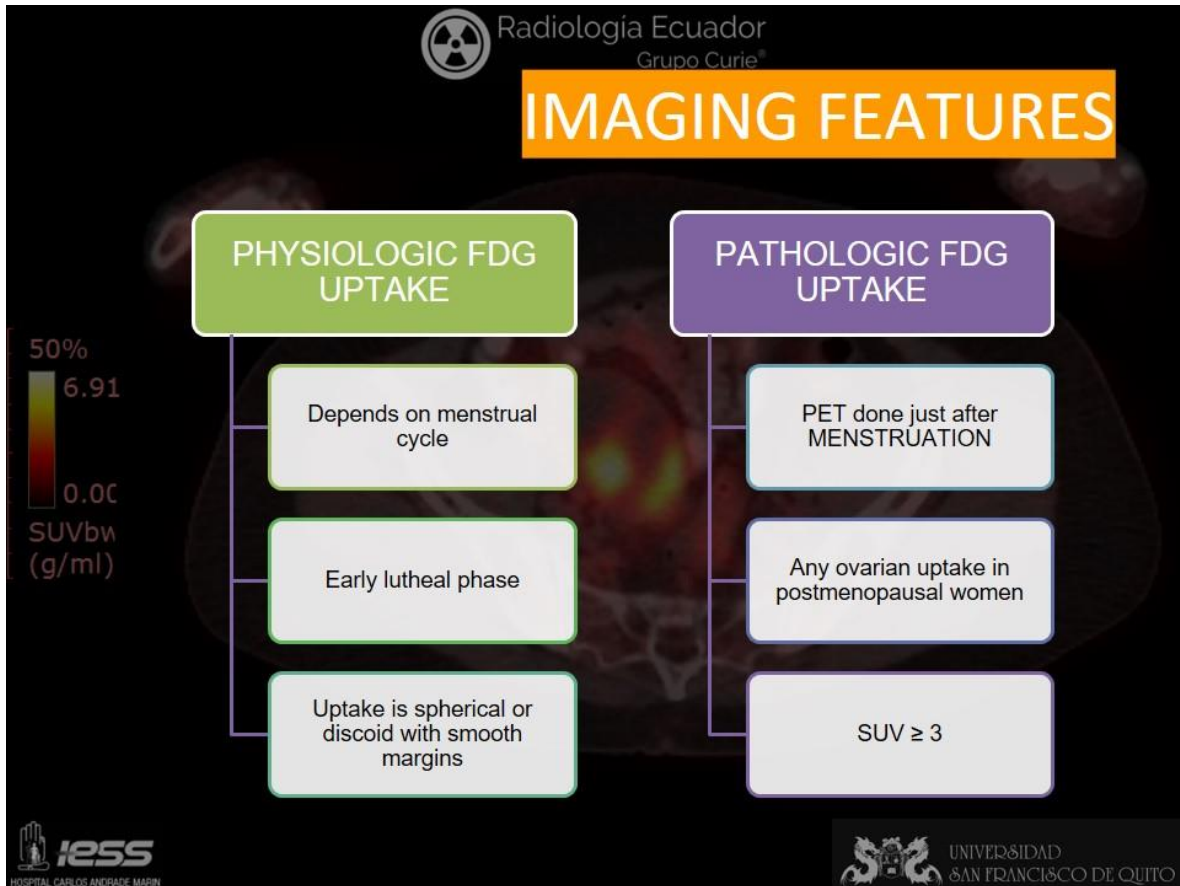 Radiología Ecuador
Grupo Curie®
IMAGING FEATURES
PHYSIOLOGIC FDG
UPTAKE
Depends on menstrual
cycle
Early lutheal phase
Uptake is spherical or
discoid with smooth
margins
PATHOLOGIC FDG
UPTAKE
PET done just after
MENSTRUATION
Any ovarian uptake in
postmenopausal women
SUV ≥ 3
50%
6.91
0.00
SUVbw
(g/ml)
IESS
HOSPITAL CARLOS ANDRADE MARIN
UNIVERSIDAD
SAN FRANCISCO DE QUITO